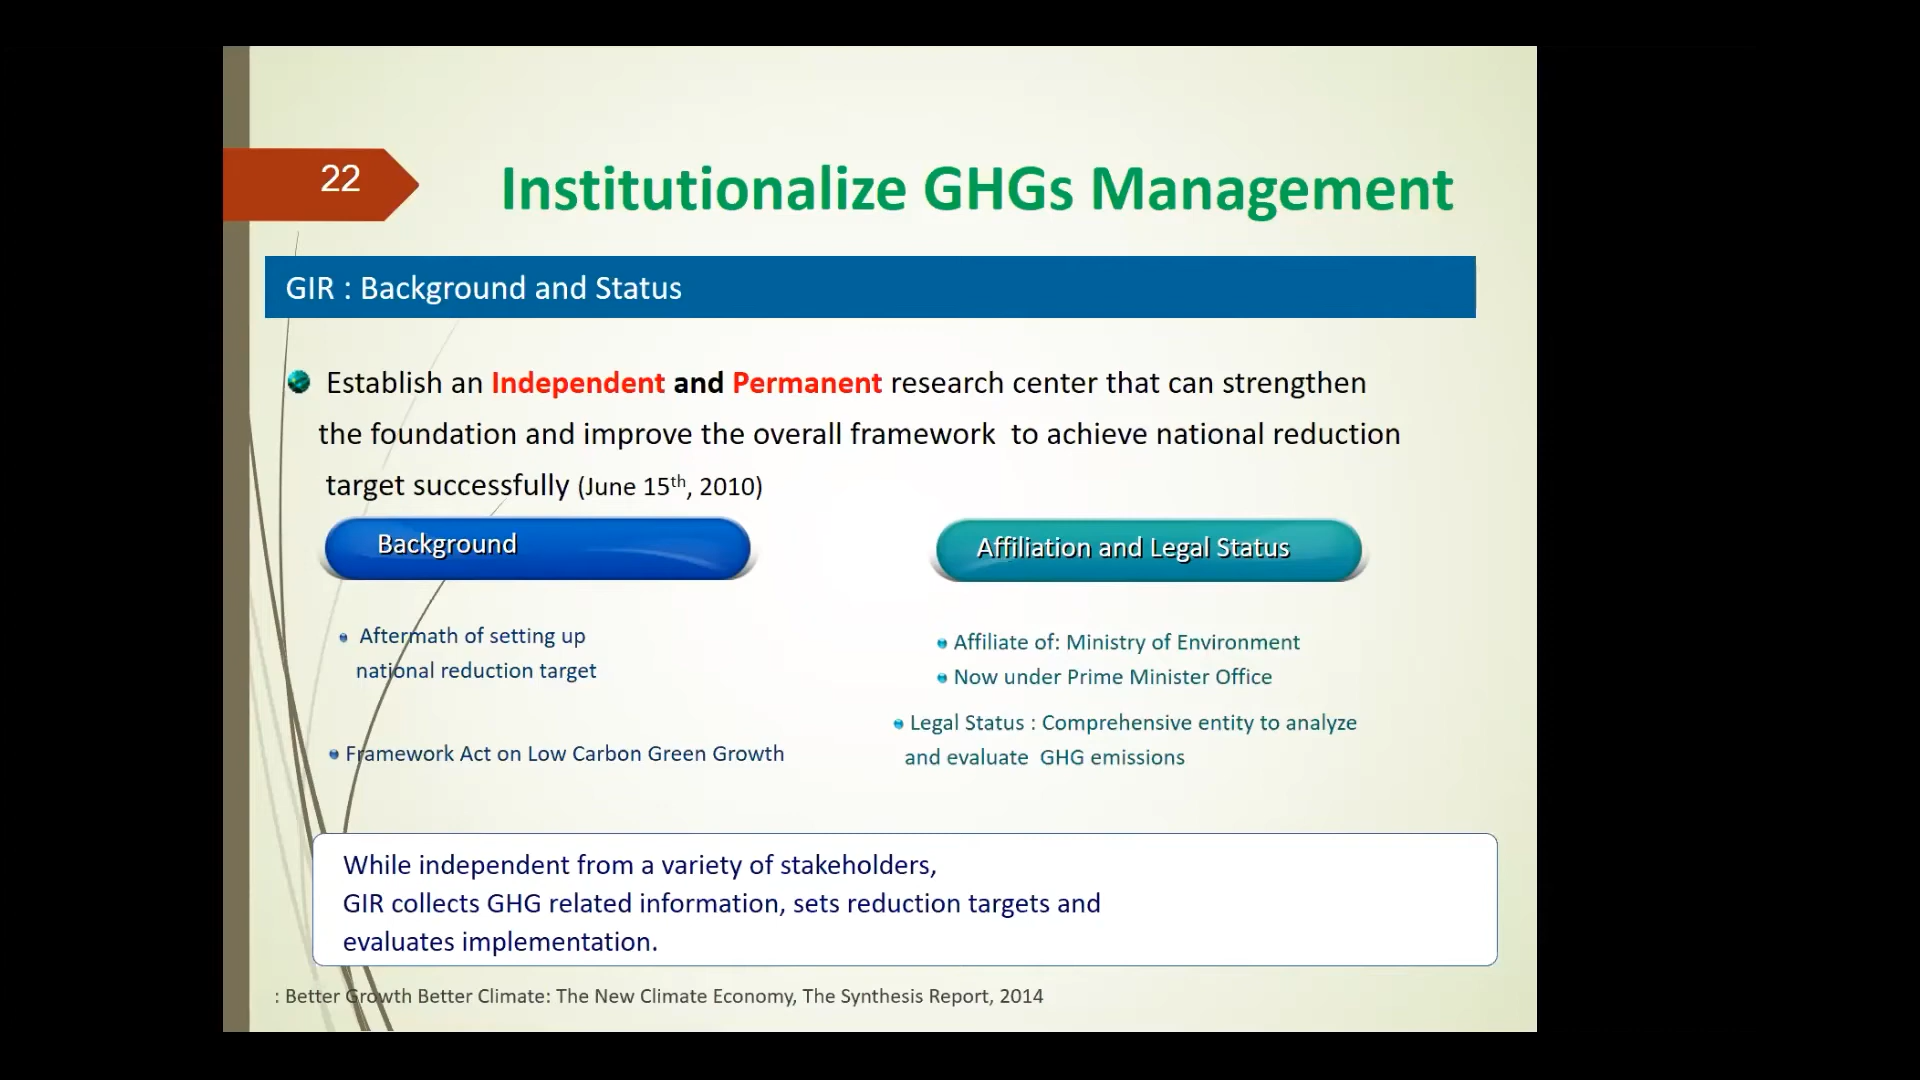 22
Institutionalize GHGs Management
GIR : Background and Status
Establish an Independent and Permanent research center that can strengthen
the foundation and improve the overall framework to achieve national reduction
target successfully (June 15th, 2010)
Background
Aftermath of setting up
national reduction target
Framework Act on Low Carbon Green Growth
Affiliation and Legal Status
Affiliate of: Ministry of Environment
Now under Prime Minister Office
Legal Status : Comprehensive entity to analyze
and evaluate GHG emissions
While independent from a variety of stakeholders,
GIR collects GHG related information, sets reduction targets and
evaluates implementation.
: Better Growth Better Climate: The New Climate Economy, The Synthesis Report, 2014